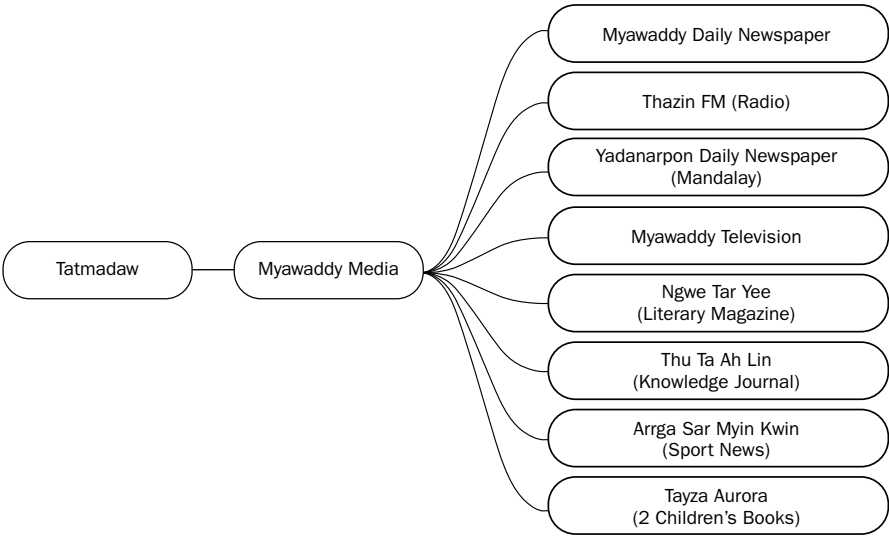 Tatmadaw
Myawaddy Media
Myawaddy Daily Newspaper
Thazin FM (Radio)
Yadanarpon Daily Newspaper
(Mandalay)
Myawaddy Television
Ngwe Tar Yee
(Literary Magazine)
Thu Ta Ah Lin
(Knowledge Journal)
Arrga Sar Myin Kwin
(Sport News)
Tayza Aurora
(2 Children’s Books)